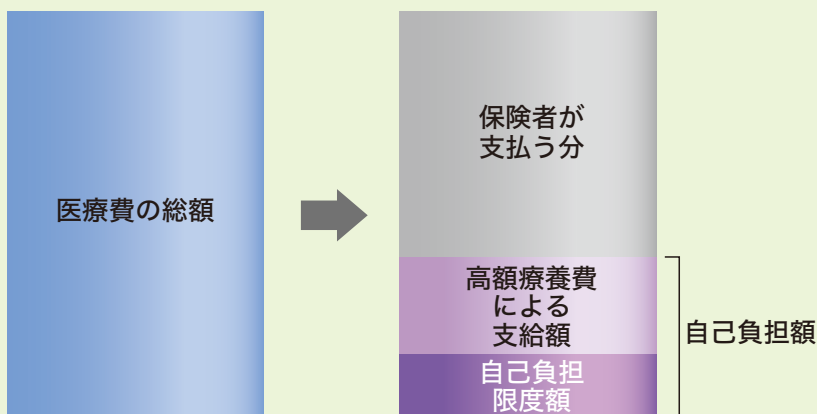 医療費の総額
保険者が
支払う分
高額療養費
による
支給額
自己負担額
自己負担
限度額